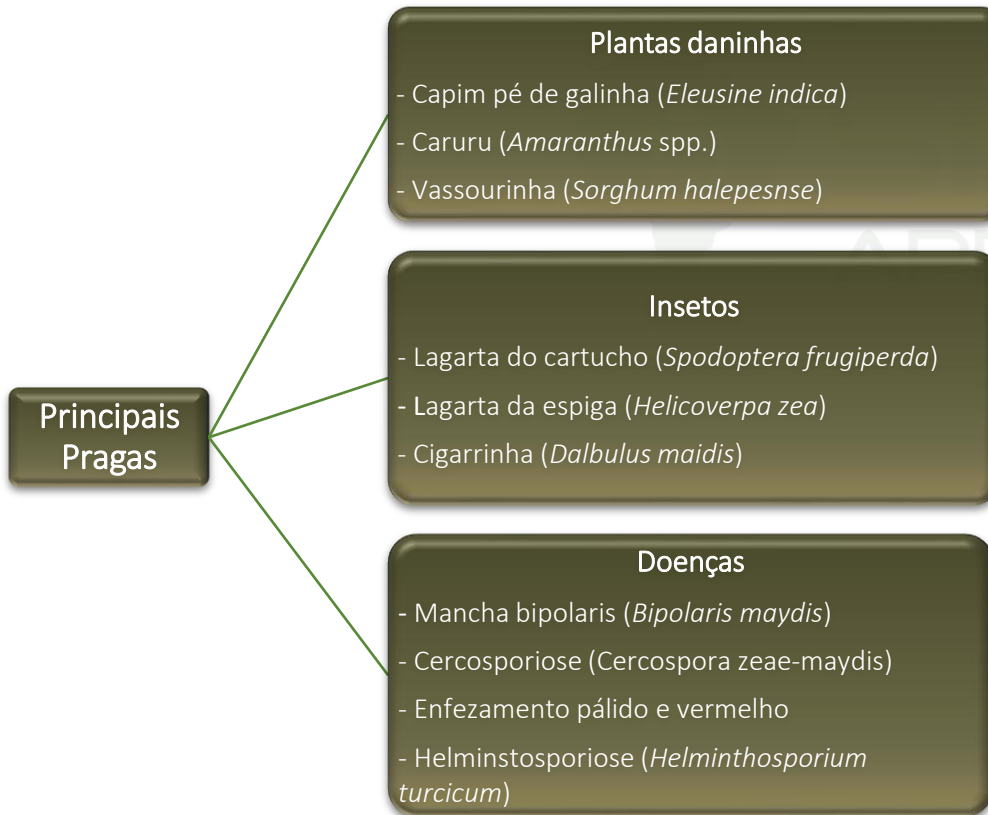 Plantas daninhas
- Capim pé de galinha (Eleusine indica)
- Caruru (Amaranthus spp.)
- Vassourinha (Sorghum halepesnse)
Insetos
- Lagarta do cartucho (Spodoptera frugiperda)
- Lagarta da espiga (Helicoverpa zea)
- Cigarrinha (Dalbulus maidis)
Principais
Pragas
Doenças
- Mancha bipolaris (Bipolaris maydis)
- Cercosporiose (Cercospora zeae-maydis)
- Enfezamento pálido e vermelho
- Helminstosporiose (Helminthosporium
turcicum)